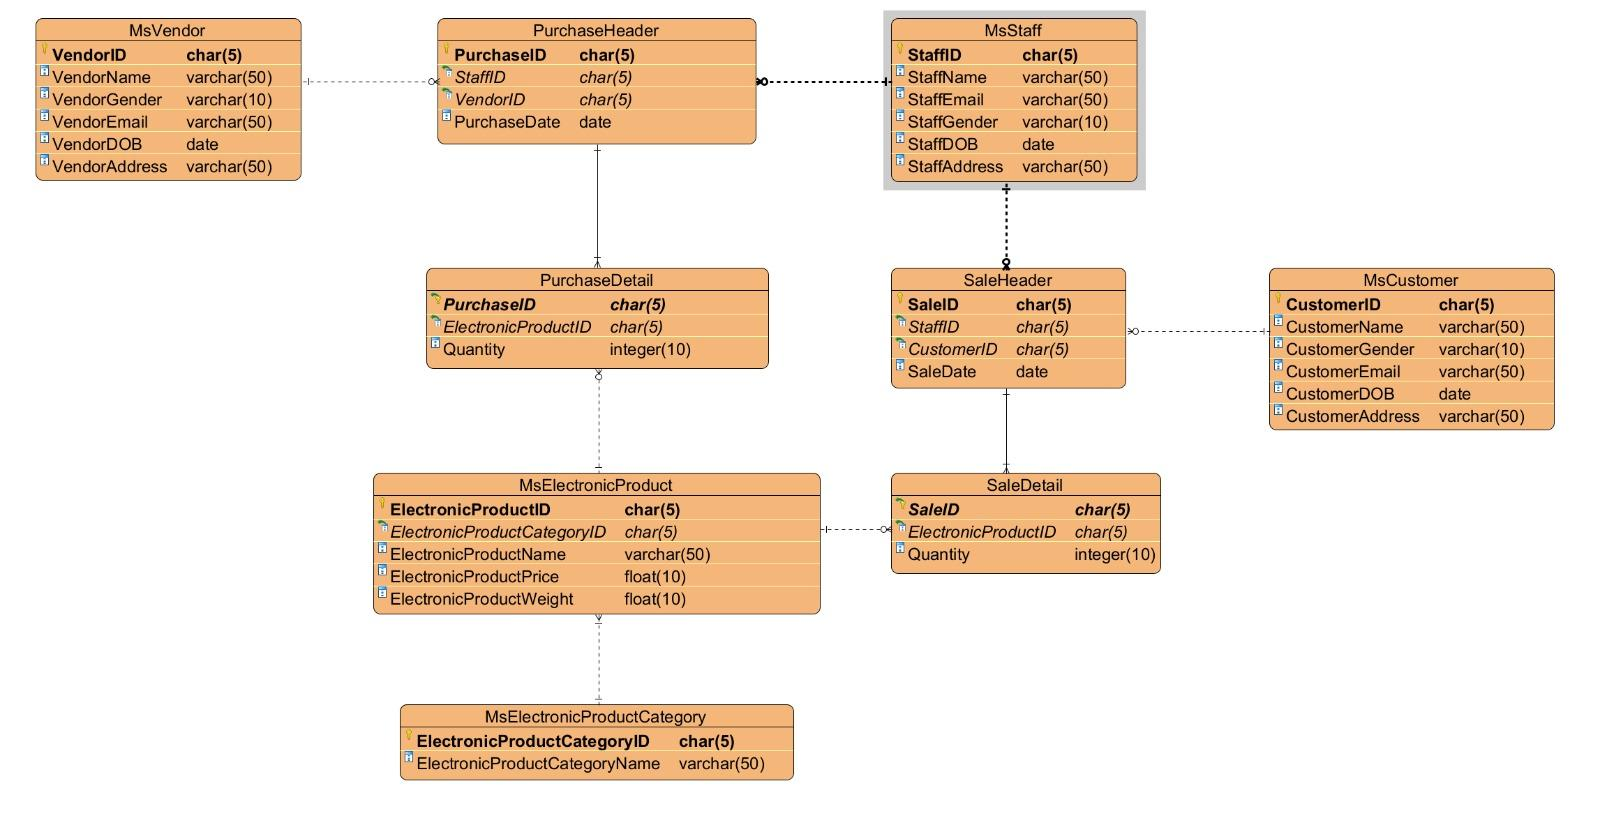 MsVendor
VendorID char(5)
VendorName varchar(50)
VendorGender varchar(10)
VendorEmail varchar(50)
VendorDOB date
VendorAddress varchar(50)
PurchaseHeader
PurchaseID char(5)
StaffID char(5)
VendorID char(5)
PurchaseDate date
MsStaff
StaffID char(5)
StaffName varchar(50)
StaffEmail varchar(50)
StaffGender varchar(10)
StaffDOB date
StaffAddress varchar(50)
PurchaseDetail
PurchaseID char(5)
ElectronicProductID char(5)
Quantity integer(10)
SaleHeader
SaleID char(5)
StaffID char(5)
CustomerID char(5)
SaleDate date
MsCustomer
CustomerID char(5)
CustomerName varchar(50)
CustomerGender varchar(10)
CustomerEmail varchar(50)
CustomerDOB date
CustomerAddress varchar(50)
MsElectronicProduct
ElectronicProductID char(5)
ElectronicProductCategoryID char(5)
ElectronicProductName varchar(50)
ElectronicProductPrice float(10)
ElectronicProductWeight float(10)
SaleDetail
SaleID char(5)
ElectronicProductID char(5)
Quantity integer(10)
MsElectronicProductCategory
ElectronicProductCategoryID char(5)
ElectronicProductCategoryName varchar(50)